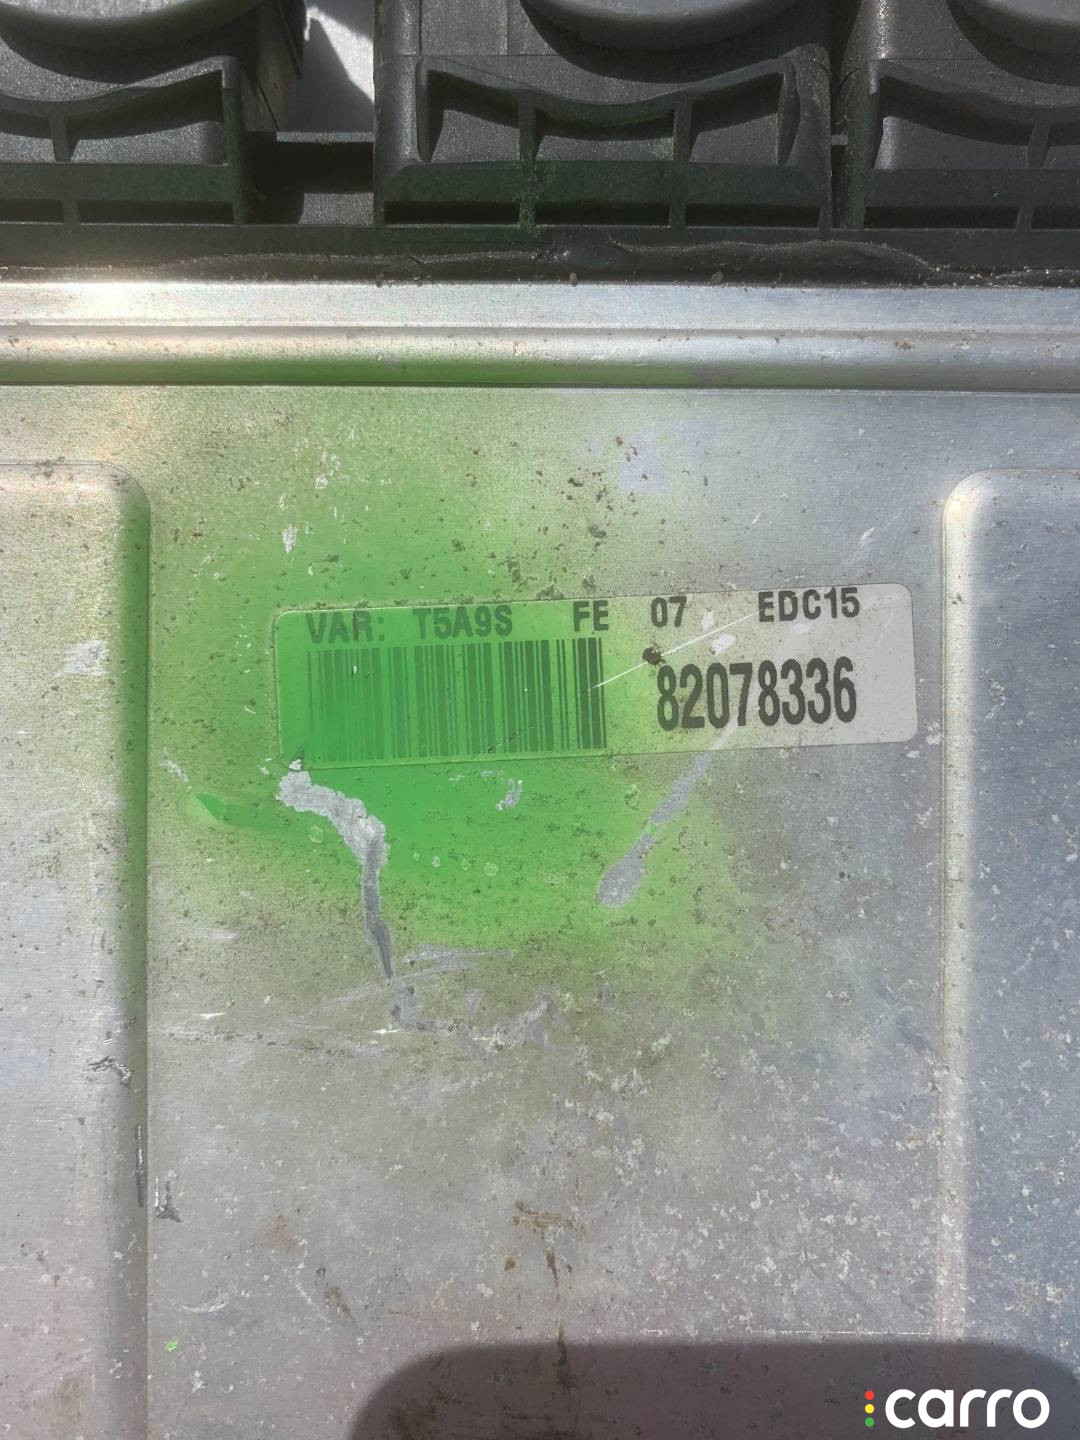 VAR: T5A9S FE 07 EDC15
82078336
carro